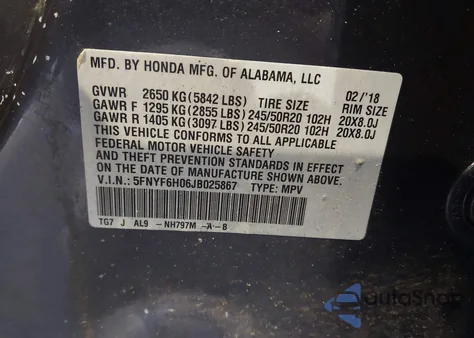 MFD. BY HONDA MFG. OF ALABAMA, LLC
GVWR 2650 KG (5842 LBS) TIRE SIZE 02/'18 RIM SIZE
GAWR F 1295 KG (2855 LBS) 245/50R20 102H 20X8.0J
GAWR R 1405 KG (3097 LBS) 245/50R20 102H 20X8.0J
THIS VEHICLE CONFORMS TO ALL APPLICABLE
FEDERAL MOTOR VEHICLE SAFETY
AND THEFT PREVENTION STANDARDS IN EFFECT
ON THE DATE OF MANUFACTURE SHOWN ABOVE.
V.I.N.: 5FNYF6H06JB025867 TYPE: MPV
TG7 J AL9 -NH797M -A-B
autoSnap